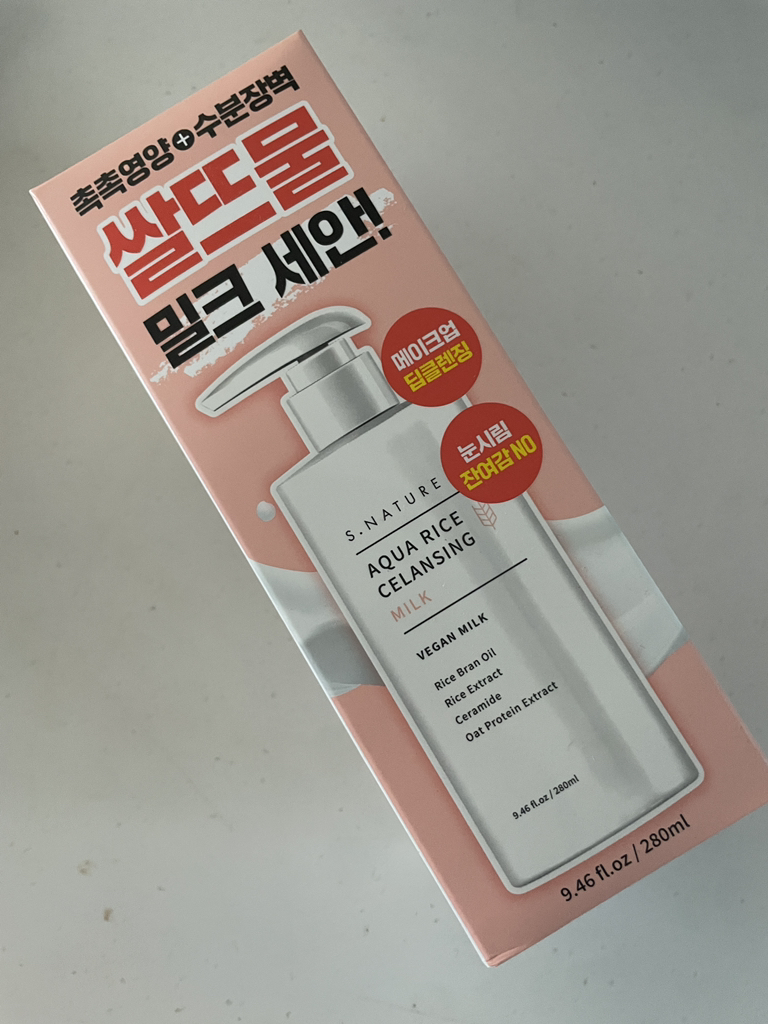 촉촉영양+수분장벽
쌀뜨물
밀크 세안!
메이크업
딥클렌징
눈시림
잔여감 NO
S.NATURE
AQUA RICE
CELANSING
MILK
VEGAN MILK
Rice Bran Oil
Rice Extract
Ceramide
Oat Protein Extract
9.46 fl.oz / 280ml
9.46 fl.oz / 280ml